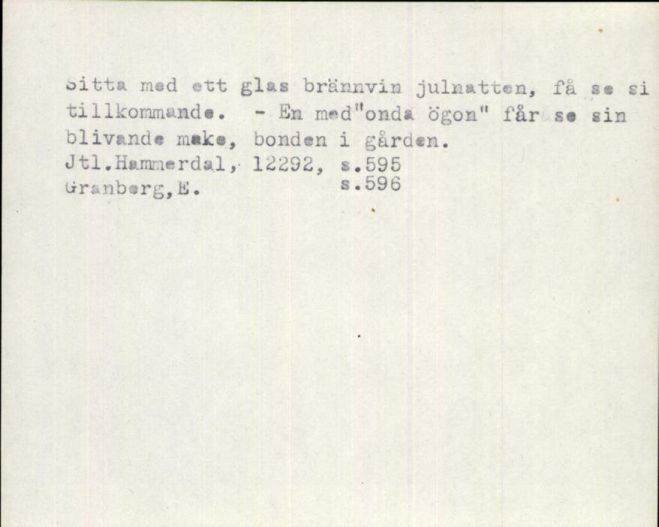 Sitta med ett glas brännvin julnatten, få se si
tillkommande. - En med"onda ögon" får se sin
blivande make, bonden i gården.
Jtl.Hammerdal, 12292, s.595
Granberg,E. s.596